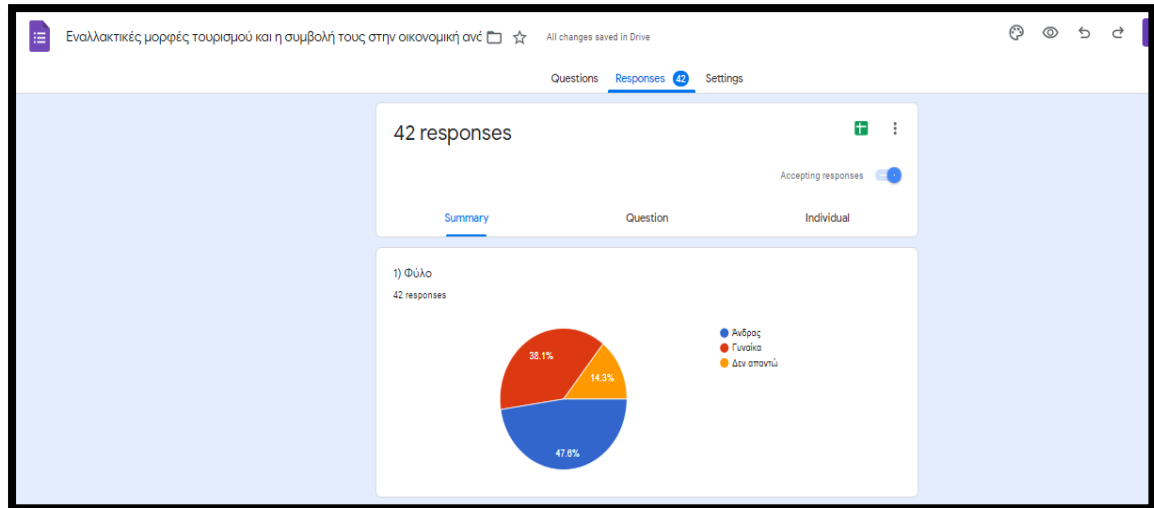 Εναλλακτικές μορφές τουρισμού και η συμβολή τους στην οικονομική ανά
All changes saved in Drive
Questions Responses 42 Settings
42 responses
Accepting responses
Summary Question Individual
1) Φύλο
42 responses
Άνδρας
Γυναίκα
Δεν απαντώ
38.1%
14.3%
47.6%